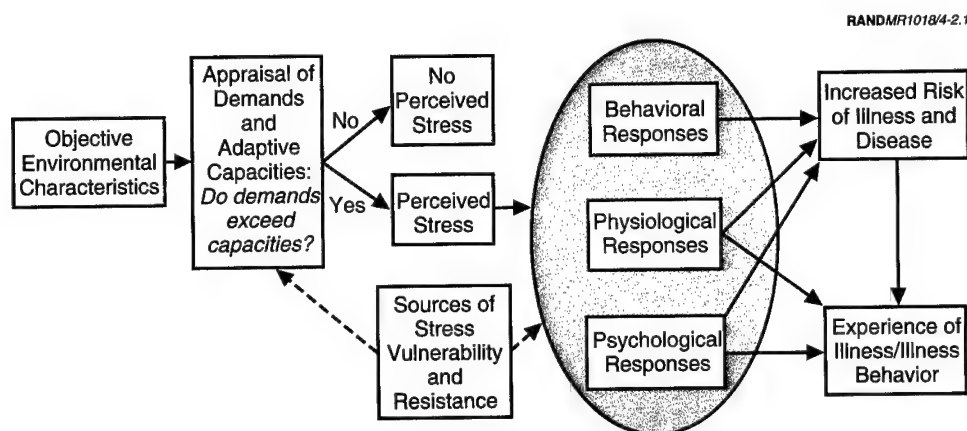 RANDMR1018/4-2.1
Objective
Environmental
Characteristics
Appraisal of
Demands
and
Adaptive
Capacities:
Do demands
exceed
capacities?
No
Yes
No
Perceived
Stress
Perceived
Stress
Sources of
Stress
Vulnerability
and
Resistance
Behavioral
Responses
Physiological
Responses
Psychological
Responses
Increased Risk
of Illness and
Disease
Experience of
Illness/Illness
Behavior